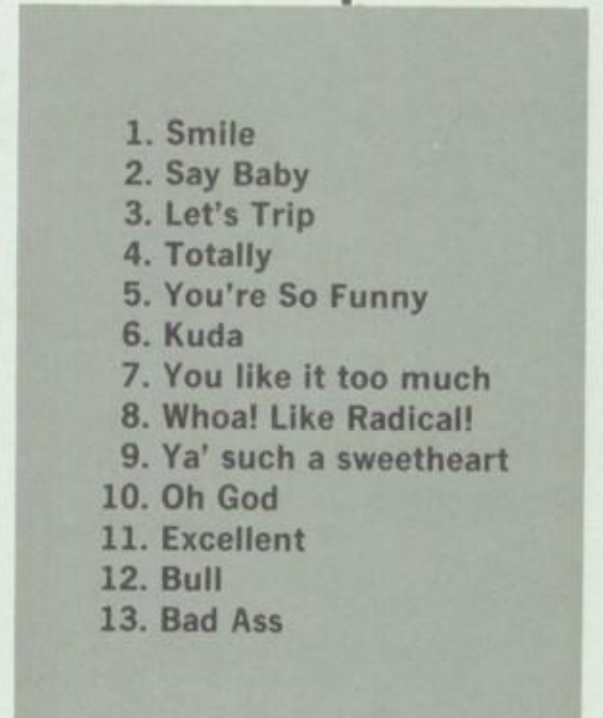 1. Smile
2. Say Baby
3. Let's Trip
4. Totally
5. You're So Funny
6. Kuda
7. You like it too much
8. Whoa! Like Radical!
9. Ya' such a sweetheart
10. Oh God
11. Excellent
12. Bull
13. Bad Ass